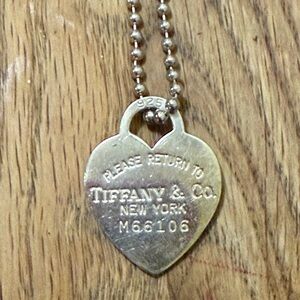 925
PLEASE RETURN TO
TIFFANY & CO.
NEW YORK
M66106